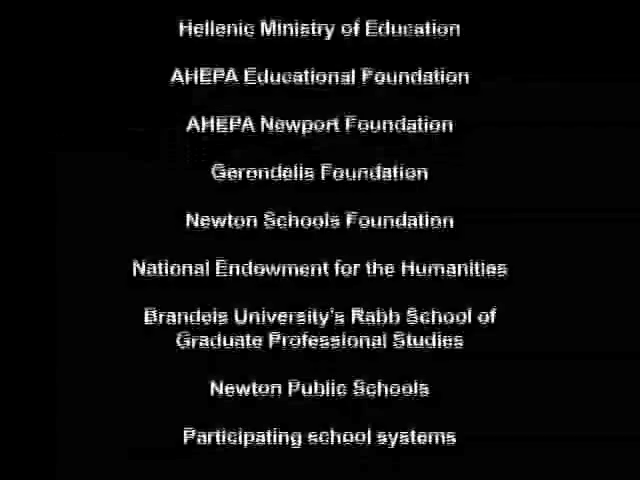 Hellenic Ministry of Education
AHEPA Educational Foundation
AHEPA Newport Foundation
Gerondelis Foundation
Newton Schools Foundation
National Endowment for the Humanities
Brandeis University's Rabb School of
Graduate Professional Studies
Newton Public Schools
Participating school systems